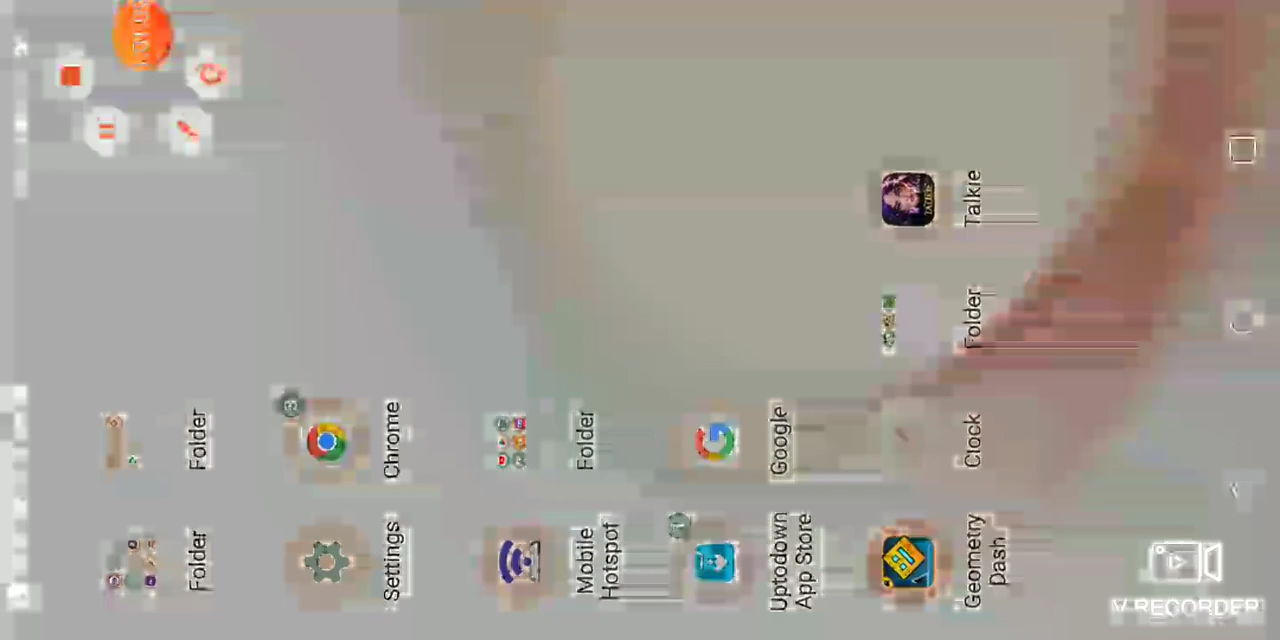 Folder
Settings
Mobile
Hotspot
Uptodown
App Store
Geometry
Dash
Folder
Chrome
Folder
Google
Clock
Folder
Talkie
V RECORDER